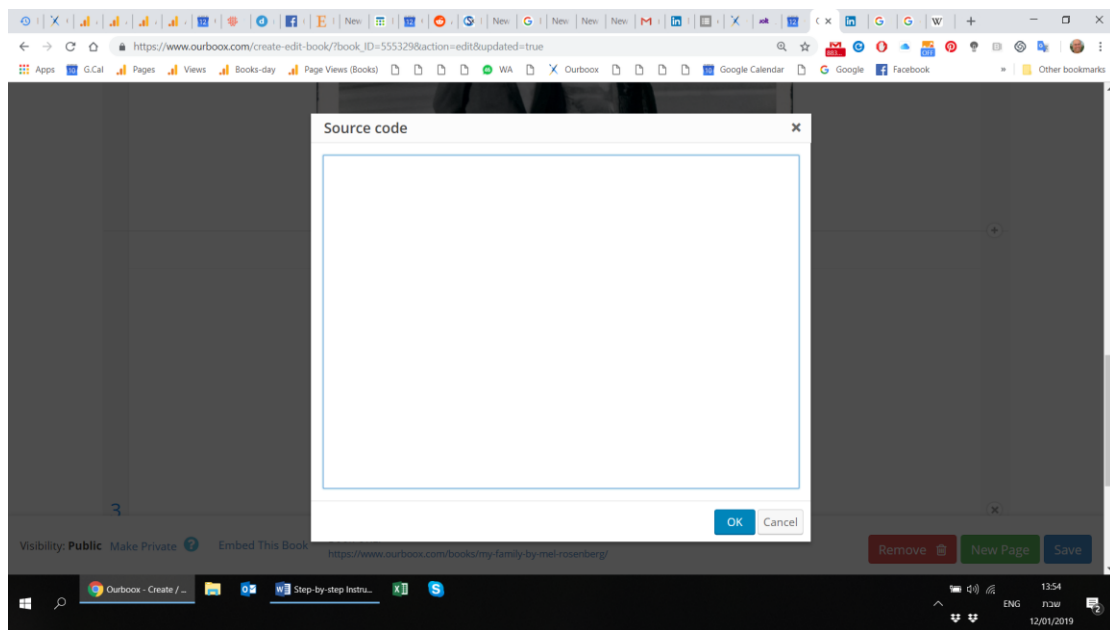 New
New
New
New
New
https://www.ourboox.com/create-edit-book/?book_ID=555329&action=edit&updated=true
Apps G.Cal Pages Views Books-day Page Views (Books) WA Ourboox Google Calendar Google Facebook » Other bookmarks
Source code ×
3
OK Cancel
Visibility: Public Make Private ? Embed This Book
https://www.ourboox.com/books/my-family-by-mel-rosenberg/
Remove New Page Save
Ourboox - Create / ... Step-by-step Instru...
ENG
13:54
שבת
12/01/2019